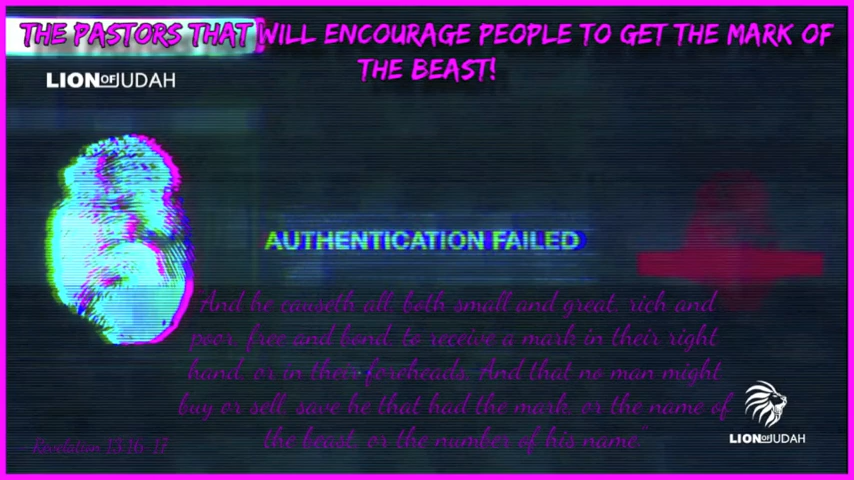 THE PASTORS THAT WILL ENCOURAGE PEOPLE TO GET THE MARK OF
THE BEAST!
LIONOFJUDAH
AUTHENTICATION FAILED
"And he causeth all, both small and great, rich and
poor, free and bond, to receive a mark in their right
hand, or in their foreheads. And that no man might
buy or sell, save he that had the mark, or the name of
the beast, or the number of his name."
- Revelation 13:16-17
LIONOFJUDAH